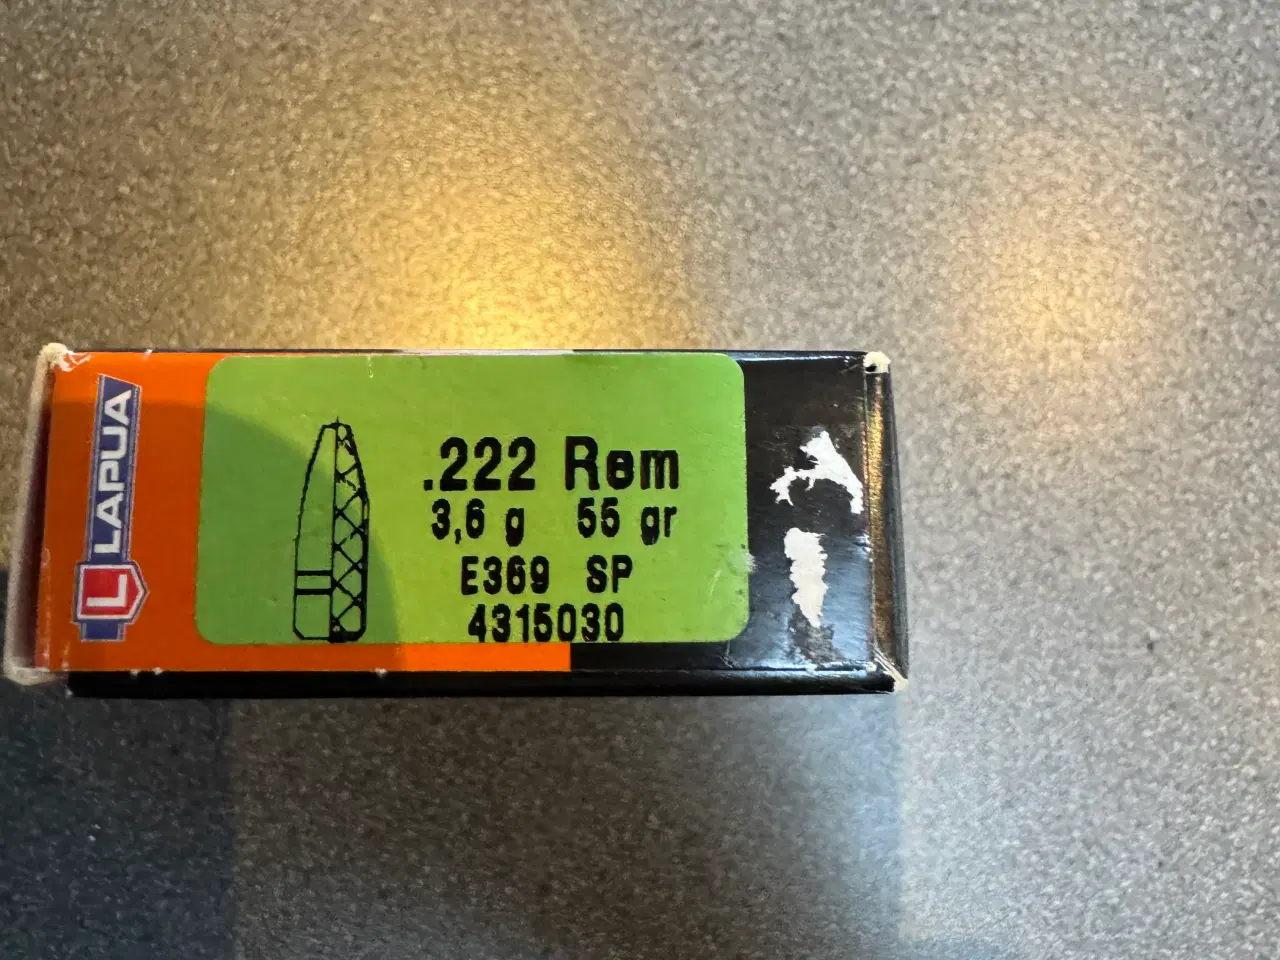 LAPUA
L
.222 Rem
3,6 g 55 gr
E369 SP
4315030